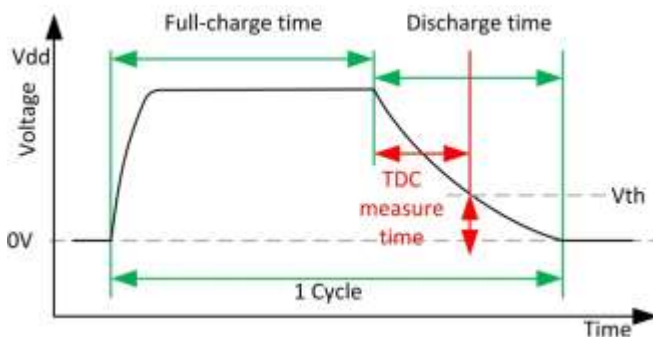 Full-charge time
Discharge time
Vdd
Voltage
TDC
measure
time
Vth
0V
1 Cycle
Time